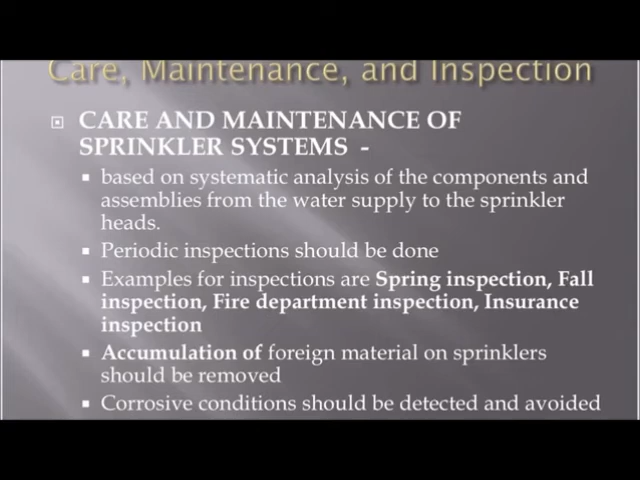 Care, Maintenance, and Inspection
CARE AND MAINTENANCE OF
SPRINKLER SYSTEMS -
based on systematic analysis of the components and
assemblies from the water supply to the sprinkler
heads.
Periodic inspections should be done
Examples for inspections are Spring inspection, Fall
inspection, Fire department inspection, Insurance
inspection
Accumulation of foreign material on sprinklers
should be removed
Corrosive conditions should be detected and avoided